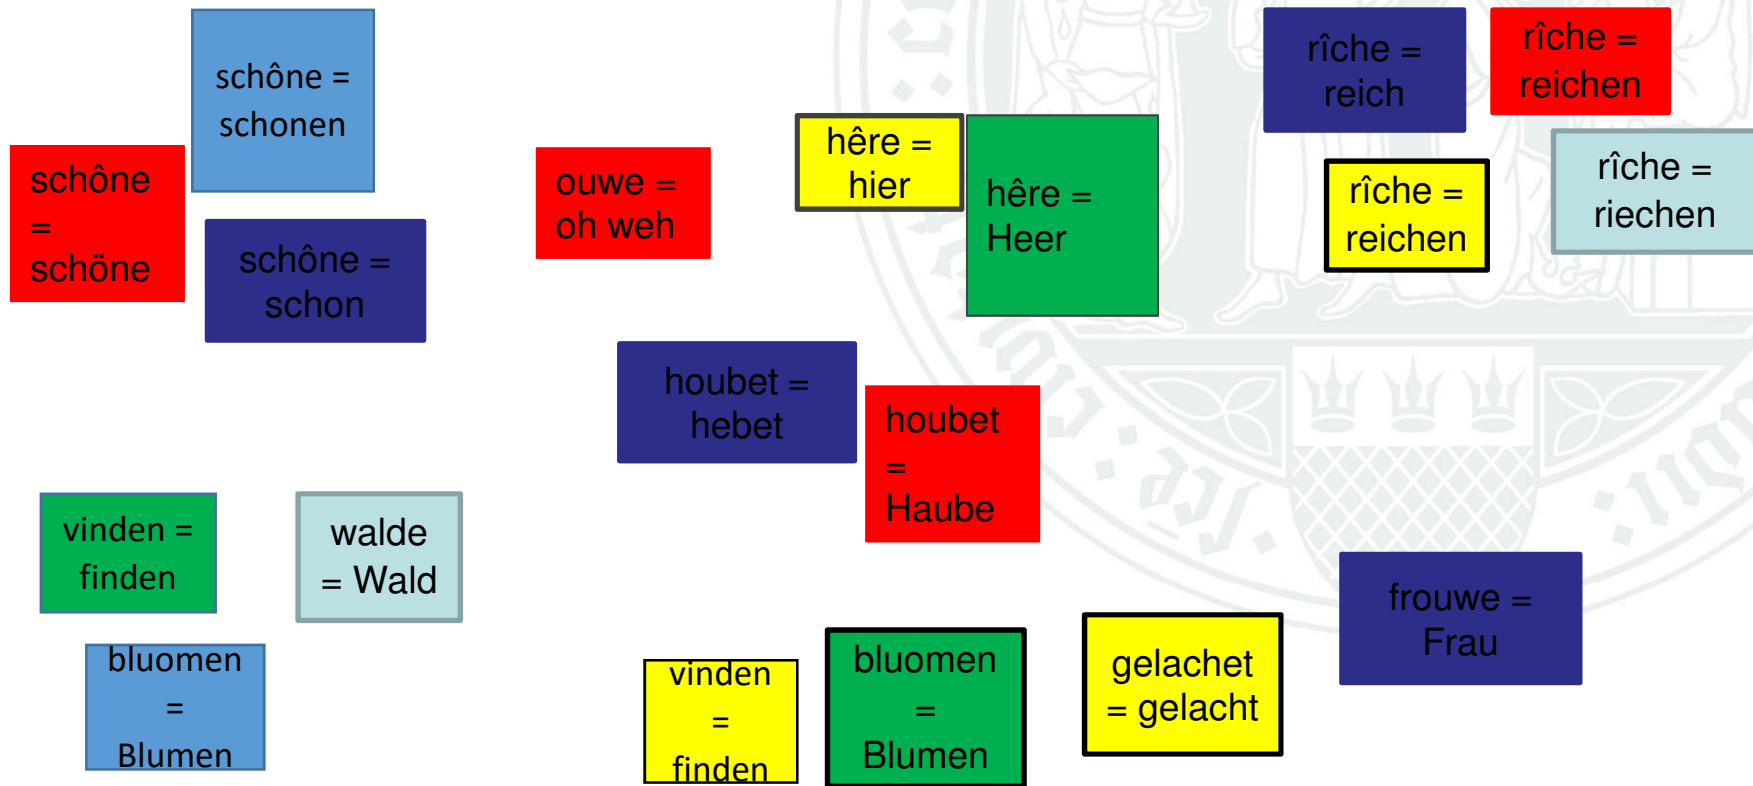 schône =
schonen
schône
=
schöne
schône =
schon
ouwe =
oh weh
hêre =
hier
hêre =
Heer
rîche =
reich
rîche =
reichen
rîche =
reichen
rîche =
riechen
houbet =
hebet
houbet
=
Haube
vinden =
finden
walde
= Wald
bluomen
=
Blumen
vinden
=
finden
bluomen
=
Blumen
gelachet
= gelacht
frouwe =
Frau